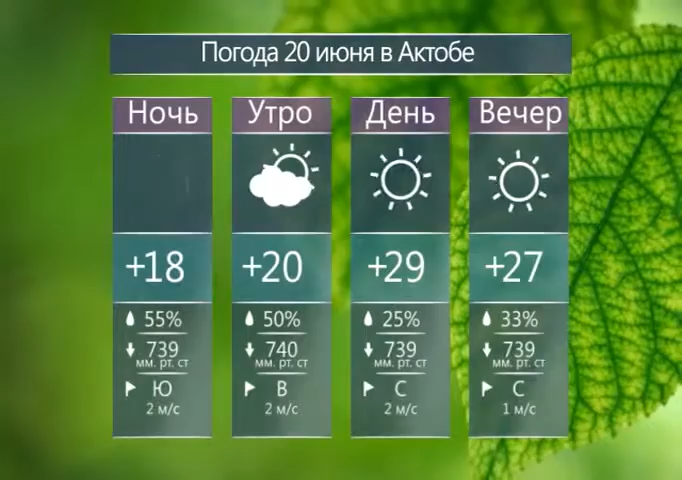 Погода 20 июня в Актобе
Ночь
+18
55%
739
мм. рт. ст
Ю
2 м/с
Утро
+20
50%
740
мм. рт. ст
В
2 м/с
День
+29
25%
739
мм. рт. ст
С
2 м/с
Вечер
+27
33%
739
мм. рт. ст
С
1 м/с